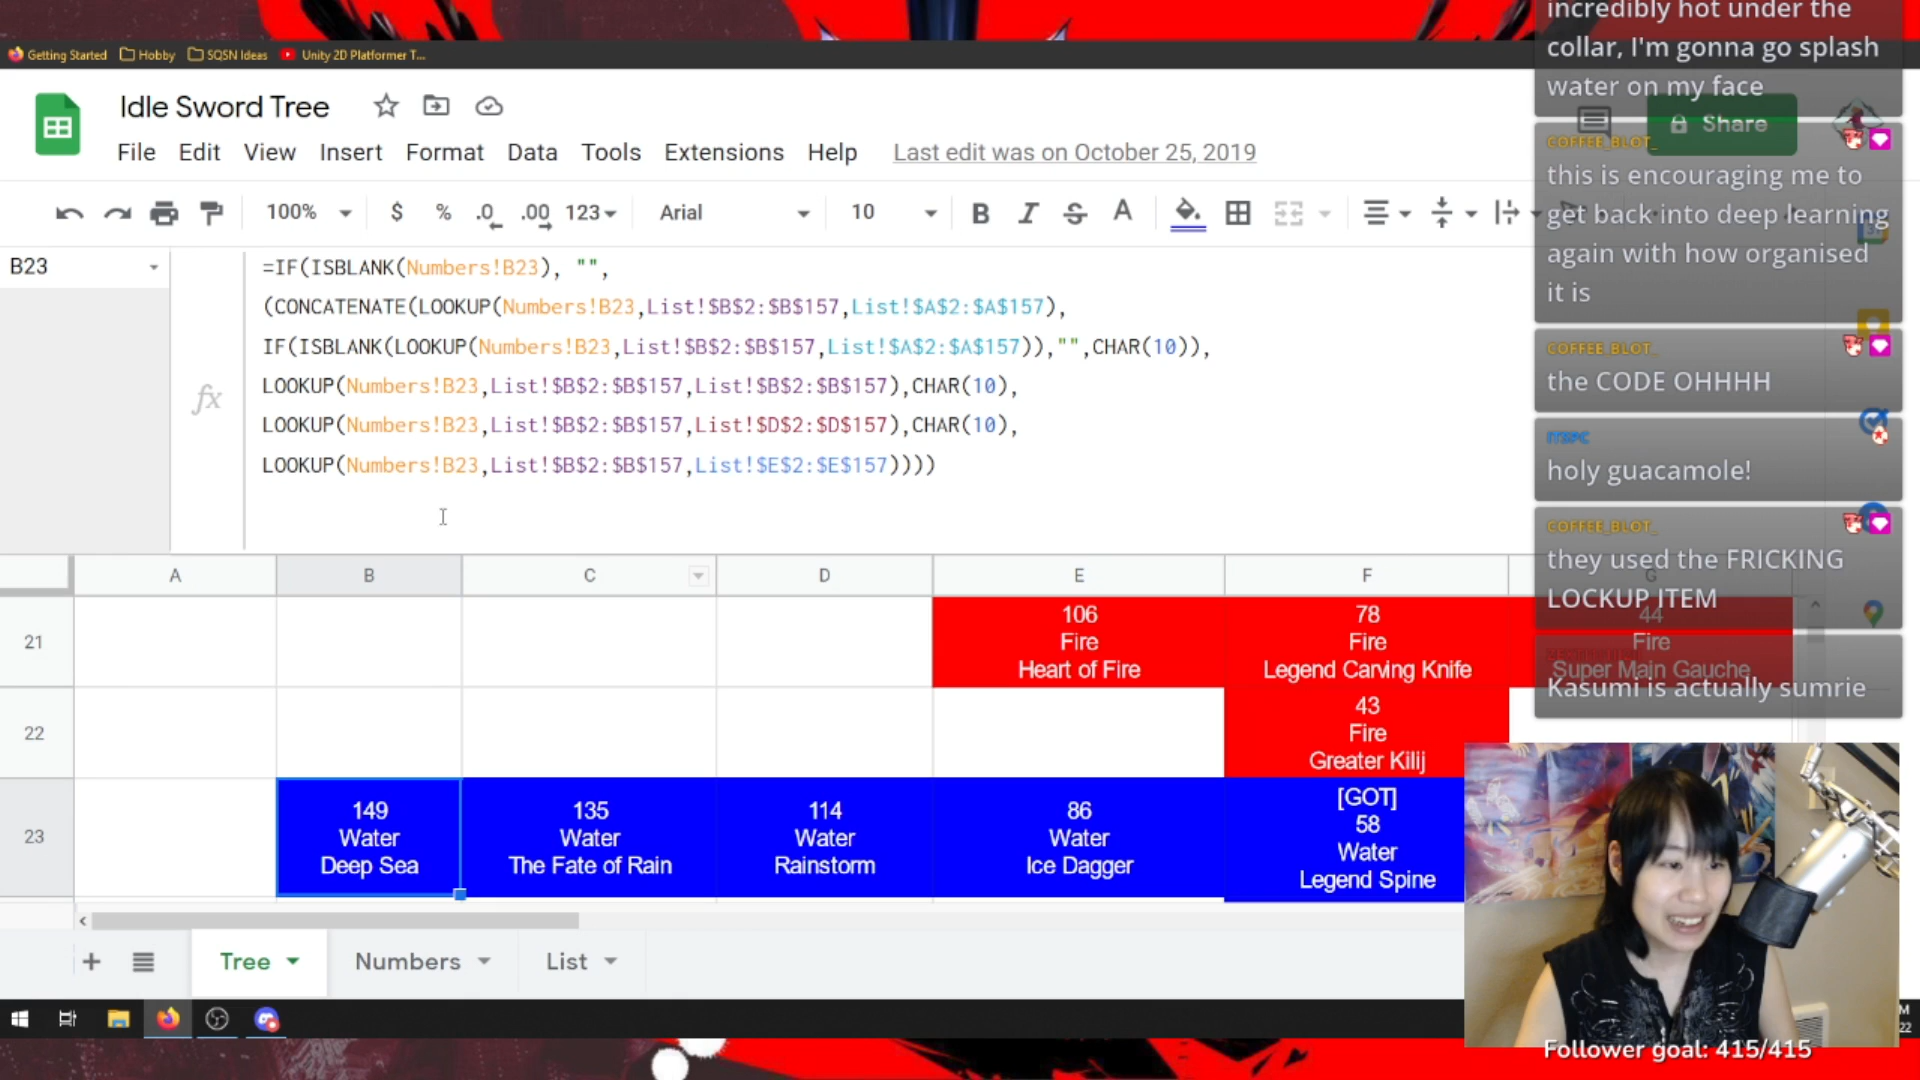 Getting Started
Hobby
SQSN Ideas
Unity 2D Platformer T...
Idle Sword Tree
File Edit View Insert Format Data Tools Extensions Help Last edit was on October 25, 2019
Share
100% $ % .0 .00 123 Arial 10 B I S A
B23
fx
=IF(ISBLANK(Numbers!B23), "",
(CONCATENATE(LOOKUP(Numbers!B23,List!$B$2:$B$157,List!$A$2:$A$157),
IF(ISBLANK(LOOKUP(Numbers!B23,List!$B$2:$B$157,List!$A$2:$A$157)),"",CHAR(10)),
LOOKUP(Numbers!B23,List!$B$2:$B$157,List!$B$2:$B$157),CHAR(10),
LOOKUP(Numbers!B23,List!$B$2:$B$157,List!$D$2:$D$157),CHAR(10),
LOOKUP(Numbers!B23,List!$B$2:$B$157,List!$E$2:$E$157))))
A B C D E F G
21
106
Fire
Heart of Fire
78
Fire
Legend Carving Knife
44
Fire
Super Main Gauche
22
43
Fire
Greater Kilij
23
149
Water
Deep Sea
135
Water
The Fate of Rain
114
Water
Rainstorm
86
Water
Ice Dagger
[GOT]
58
Water
Legend Spine
Tree
Numbers
List
incredibly hot under the
collar, I'm gonna go splash
water on my face
COFFEE_BLOT_
this is encouraging me to
get back into deep learning
again with how organised
it is
COFFEE_BLOT_
the CODE OHHHH
holy guacamole!
COFFEE_BLOT_
they used the FRICKING
LOCKUP ITEM
Kasumi is actually sumrie
Follower goal: 415/415
M
22